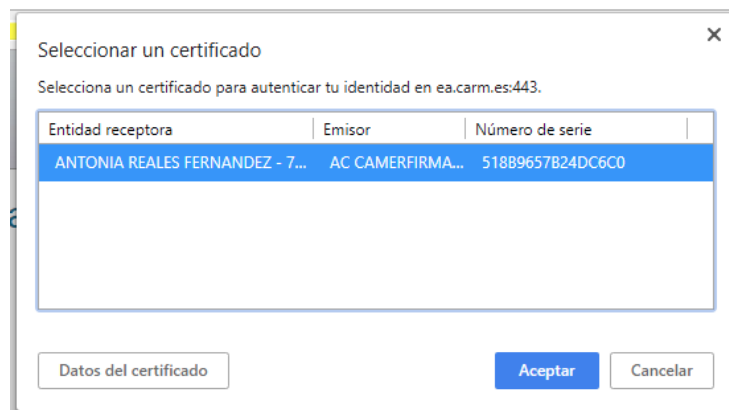 Seleccionar un certificado
Selecciona un certificado para autenticar tu identidad en ea.carm.es:443.
Entidad receptora Emisor Número de serie
ANTONIA REALES FERNANDEZ - 7... AC CAMERFIRMA... 518B9657B24DC6C0
Datos del certificado Aceptar Cancelar